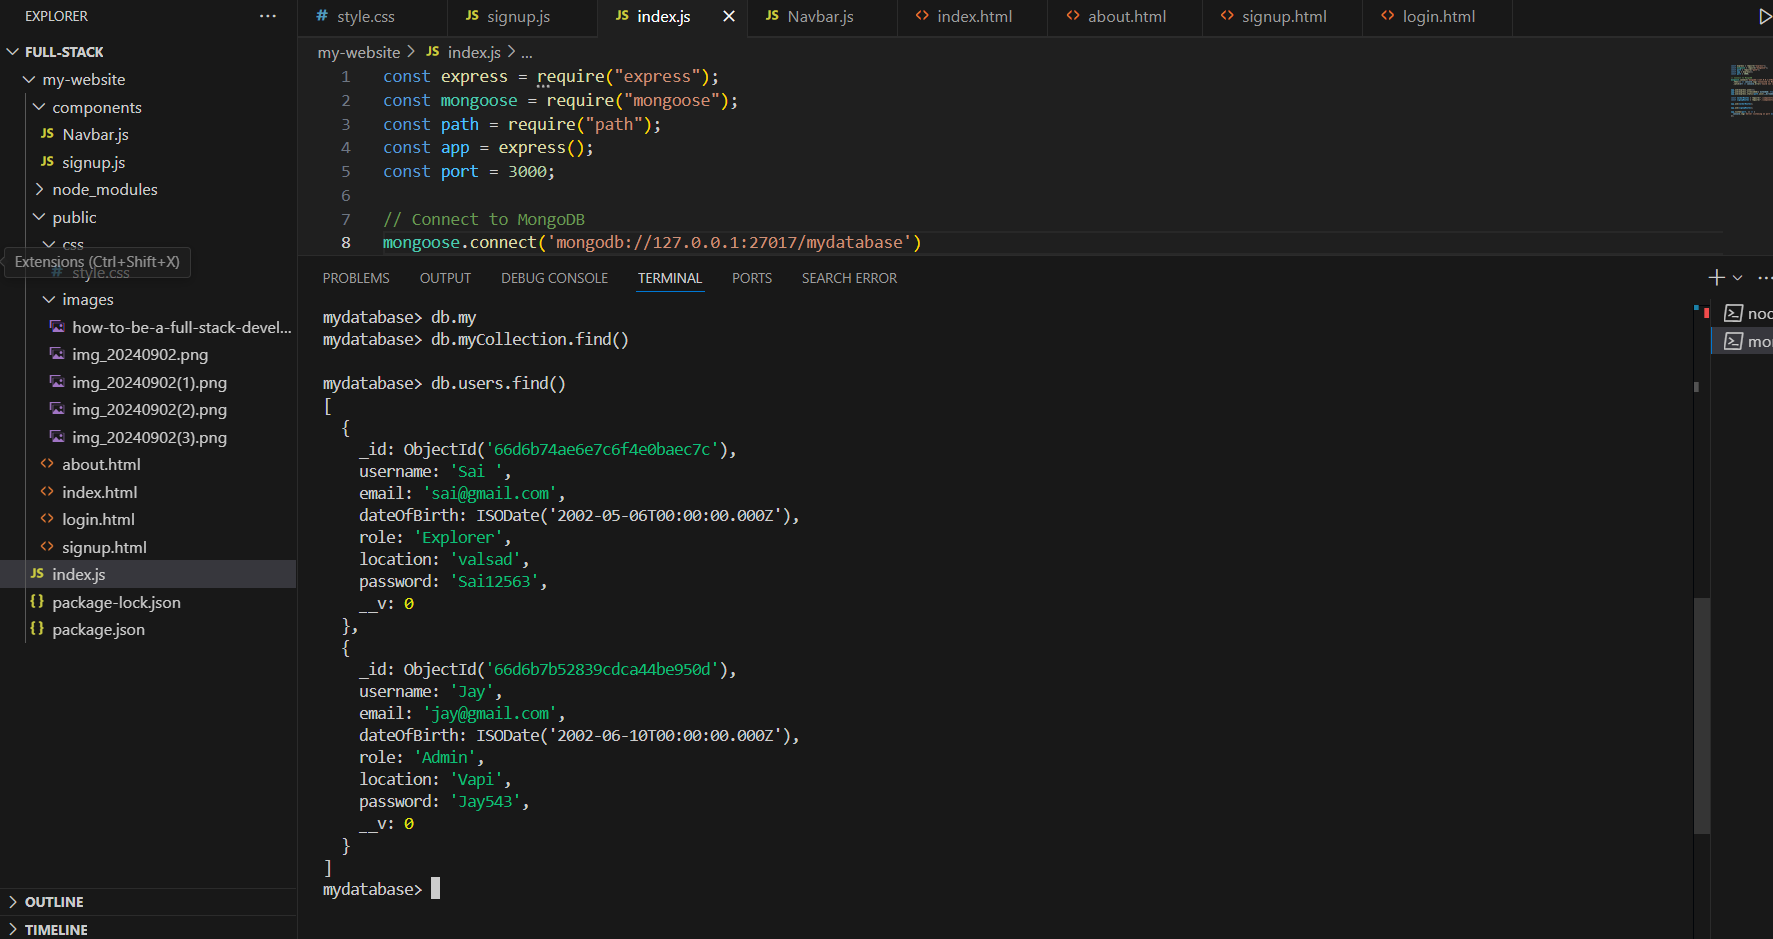 EXPLORER
FULL-STACK
my-website
components
JS Navbar.js
JS signup.js
node_modules
public
css
Extensions (Ctrl+Shift+X)
# style.css
images
how-to-be-a-full-stack-devel...
img_20240902.png
img_20240902(1).png
img_20240902(2).png
img_20240902(3).png
<> about.html
<> index.html
<> login.html
<> signup.html
JS index.js
{} package-lock.json
{} package.json
OUTLINE
TIMELINE
# style.css JS signup.js JS index.js JS Navbar.js <> index.html <> about.html <> signup.html <> login.html
my-website > JS index.js > ...
1 const express = require("express");
2 const mongoose = require("mongoose");
3 const path = require("path");
4 const app = express();
5 const port = 3000;
6
7 // Connect to MongoDB
8 mongoose.connect('mongodb://127.0.0.1:27017/mydatabase')
PROBLEMS OUTPUT DEBUG CONSOLE TERMINAL PORTS SEARCH ERROR
mydatabase> db.my
mydatabase> db.myCollection.find()
mydatabase> db.users.find()
[
{
_id: ObjectId('66d6b74ae6e7c6f4e0baec7c'),
username: 'Sai ',
email: 'sai@gmail.com',
dateOfBirth: ISODate('2002-05-06T00:00:00.000Z'),
role: 'Explorer',
location: 'valsad',
password: 'Sai12563',
__v: 0
},
{
_id: ObjectId('66d6b7b52839cdca44be950d'),
username: 'Jay',
email: 'jay@gmail.com',
dateOfBirth: ISODate('2002-06-10T00:00:00.000Z'),
role: 'Admin',
location: 'Vapi',
password: 'Jay543',
__v: 0
}
]
mydatabase>
noc
mor